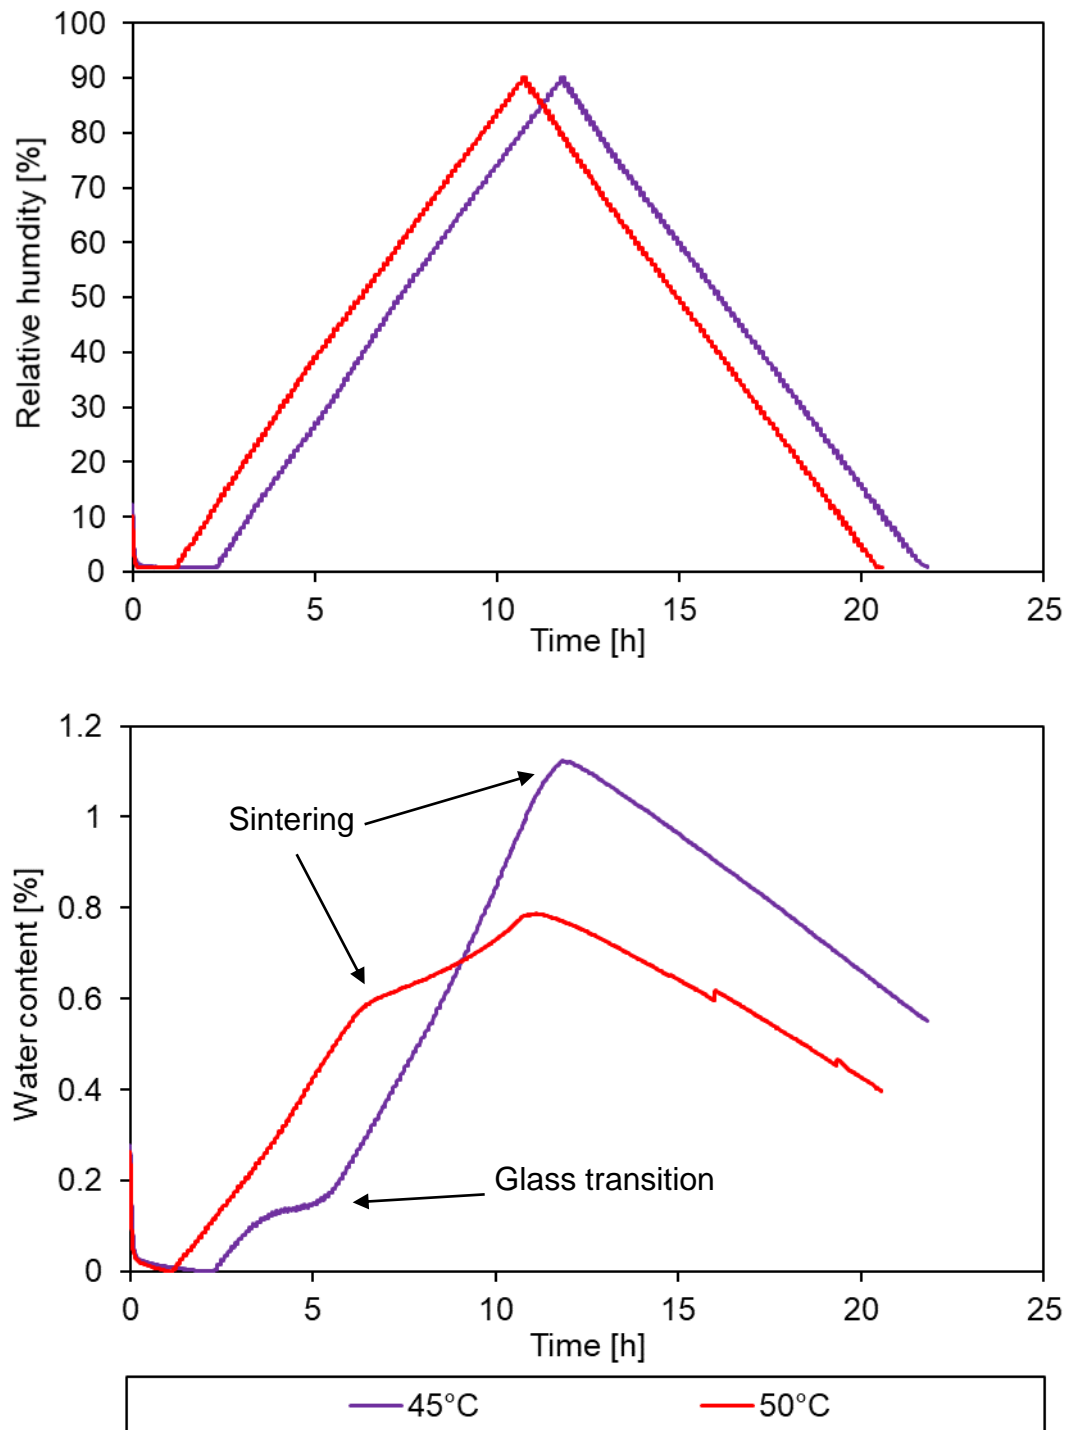 Relative humdity [%]
100
90
80
70
60
50
40
30
20
10
0
0 5 10 15 20 25
Time [h]
Water content [%]
1.2
1
0.8
0.6
0.4
0.2
0
Sintering
Glass transition
0 5 10 15 20 25
Time [h]
45°C 50°C